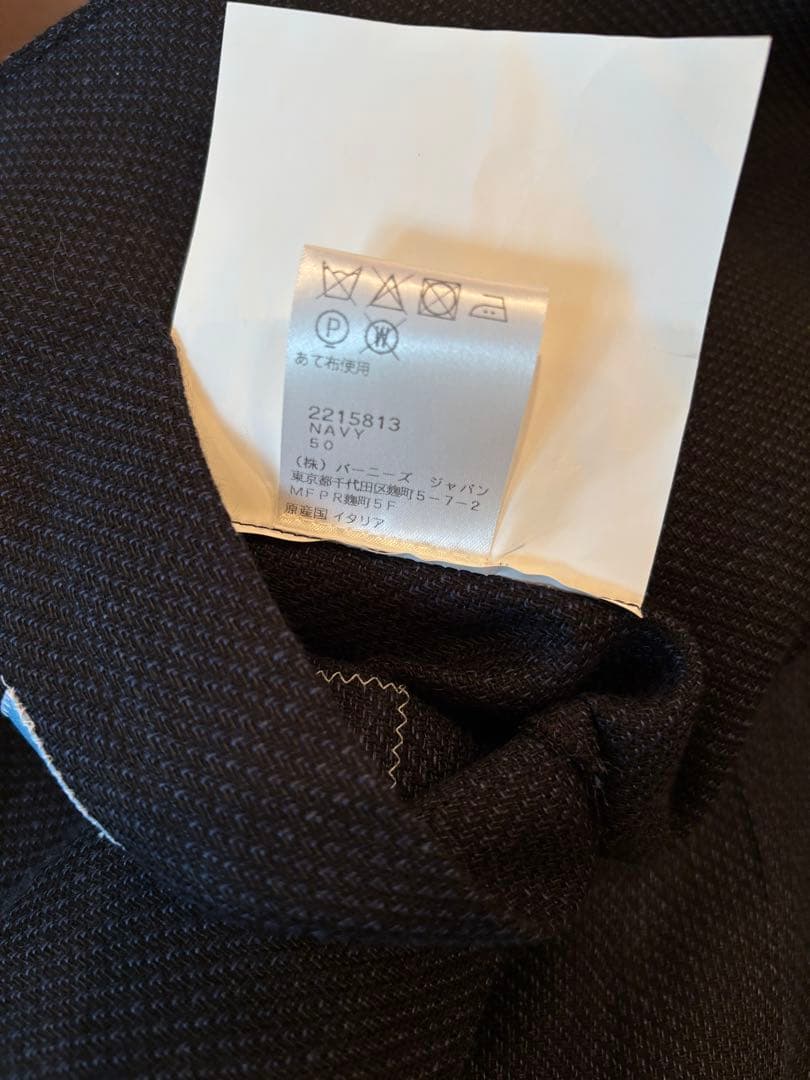 P W
あて布使用
2215813
NAVY
50
(株) バーニーズ ジャパン
東京都千代田区麹町5-7-2
MFPR麹町5F
原産国 イタリア